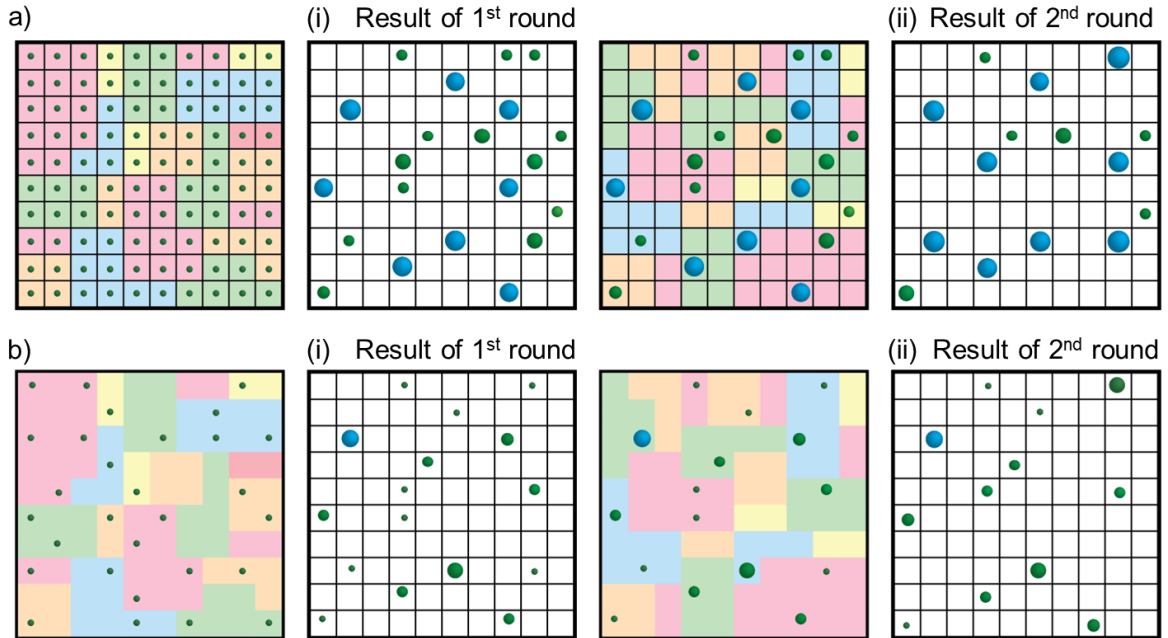 a)
(i) Result of 1st round
(ii) Result of 2nd round
b)
(i) Result of 1st round
(ii) Result of 2nd round